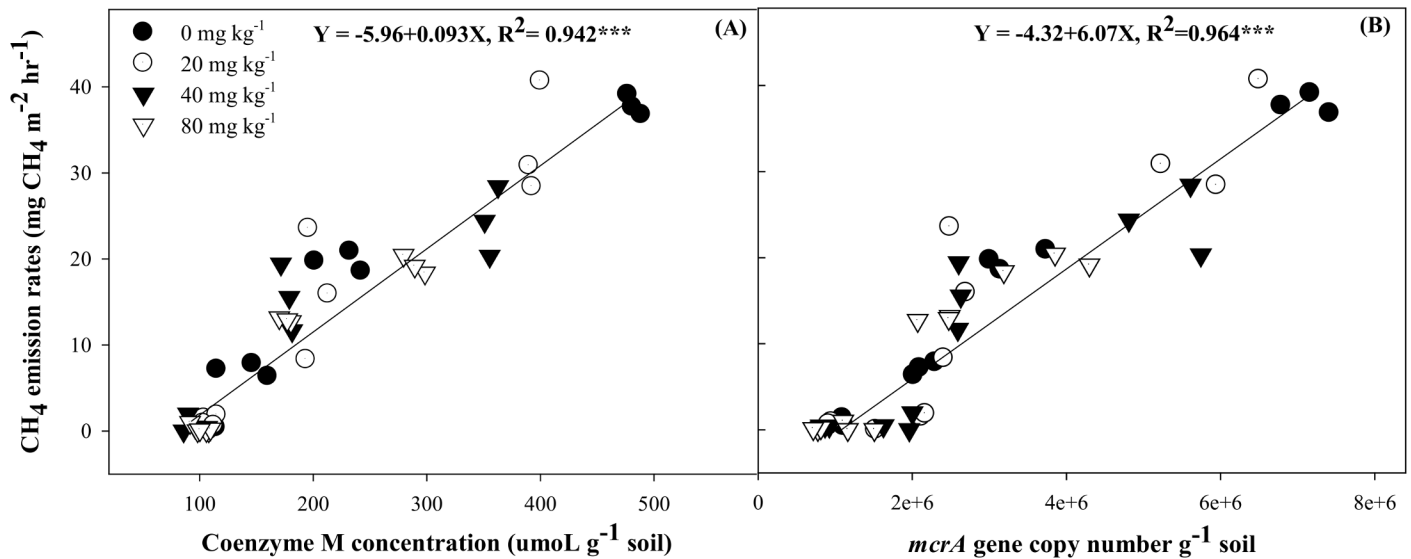 Y = -5.96+0.093X, R²= 0.942*** (A)
0 mg kg⁻¹
20 mg kg⁻¹
40 mg kg⁻¹
80 mg kg⁻¹
CH₄ emission rates (mg CH₄ m⁻² hr⁻¹)
40
30
20
10
0
100 200 300 400 500
Coenzyme M concentration (umoL g⁻¹ soil)
Y = -4.32+6.07X, R²=0.964*** (B)
0 2e+6 4e+6 6e+6 8e+6
mcrA gene copy number g⁻¹ soil